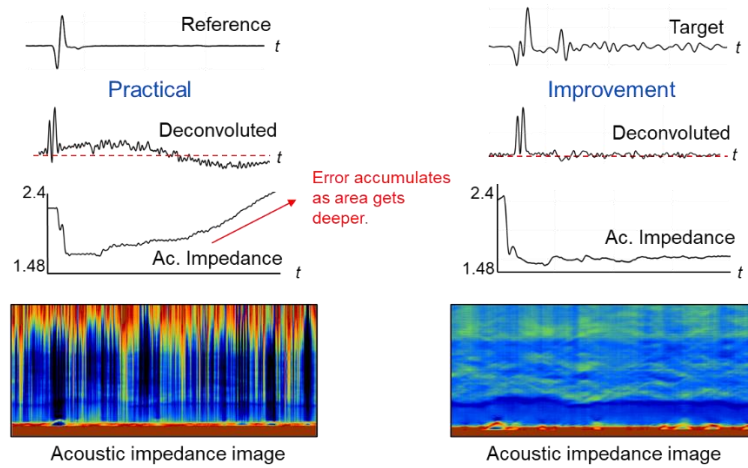 Reference
t
Target
t
Practical
Improvement
Deconvoluted
t
Deconvoluted
t
2.4
Error accumulates
as area gets
deeper.
2.4
Ac. Impedance
1.48
t
Ac. Impedance
1.48
t
Acoustic impedance image
Acoustic impedance image